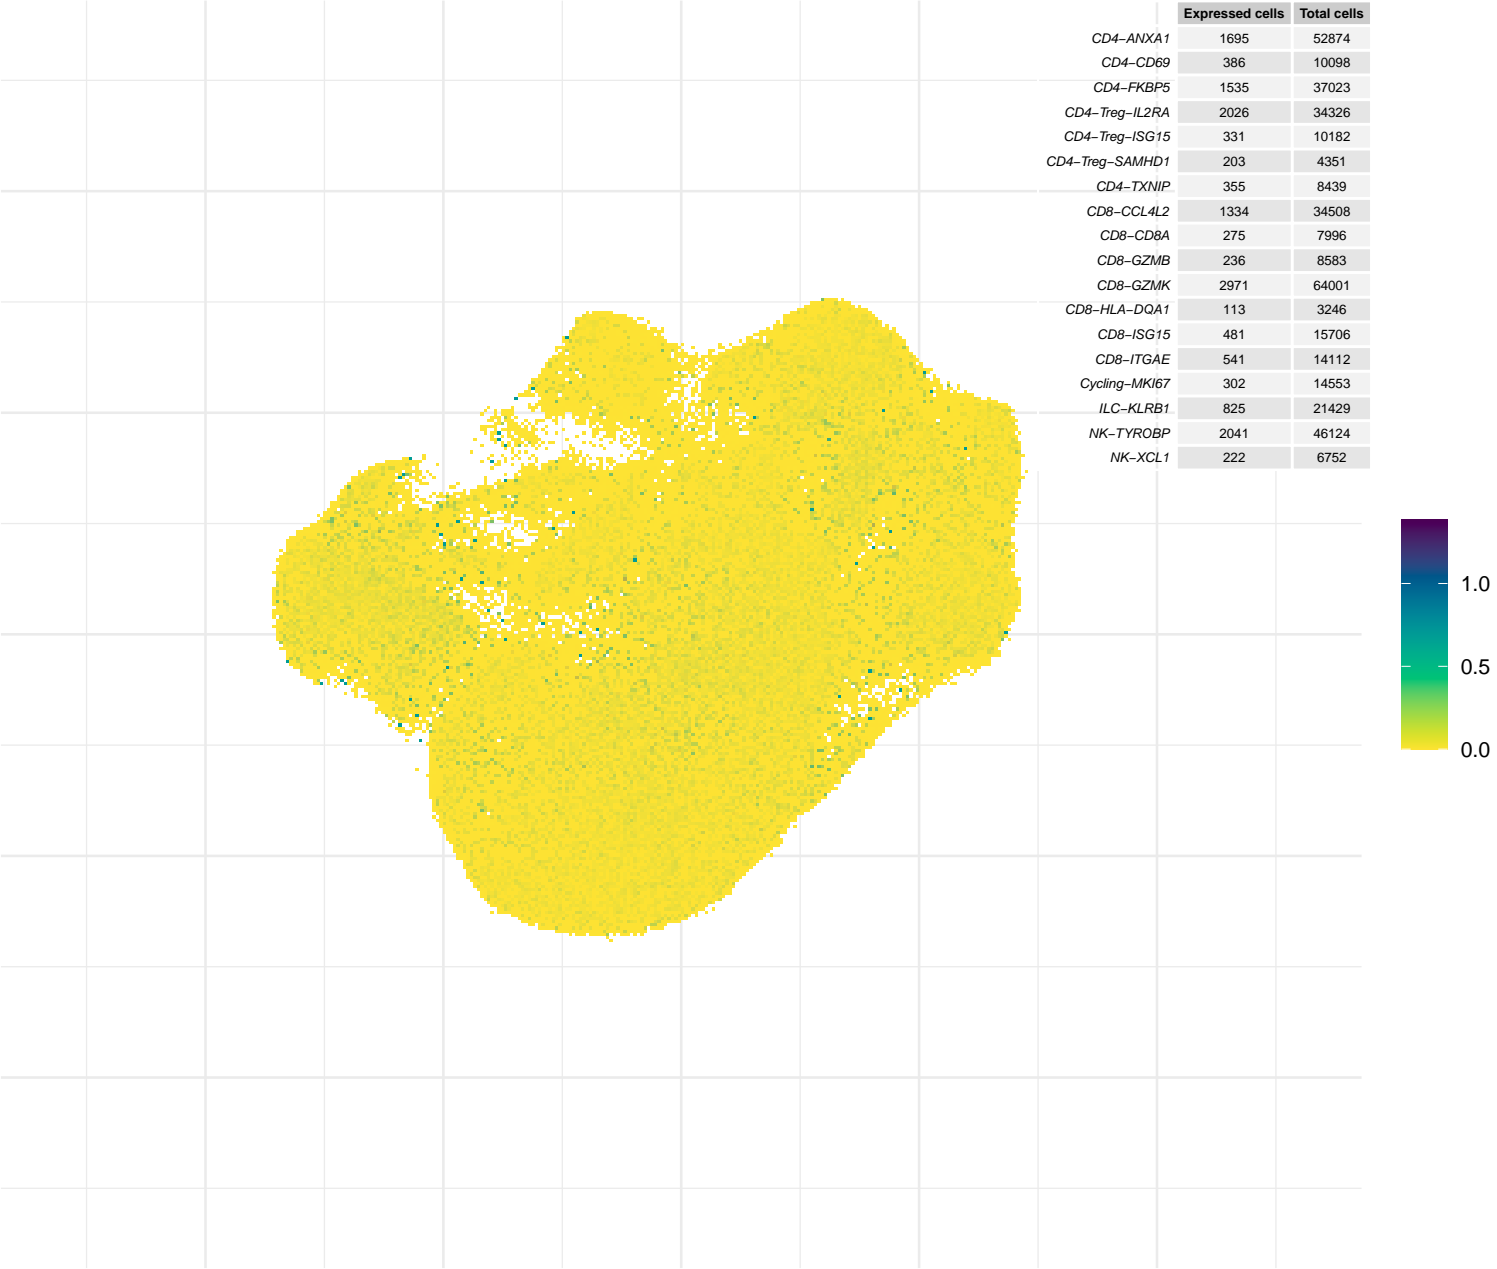 Expressed cells Total cells
CD4−ANXA1 1695 52874
CD4−CD69 386 10098
CD4−FKBP5 1535 37023
CD4−Treg−IL2RA 2026 34326
CD4−Treg−ISG15 331 10182
CD4−Treg−SAMHD1 203 4351
CD4−TXNIP 355 8439
CD8−CCL4L2 1334 34508
CD8−CD8A 275 7996
CD8−GZMB 236 8583
CD8−GZMK 2971 64001
CD8−HLA−DQA1 113 3246
CD8−ISG15 481 15706
CD8−ITGAE 541 14112
Cycling−MKI67 302 14553
ILC−KLRB1 825 21429
NK−TYROBP 2041 46124
NK−XCL1 222 6752
1.0
0.5
0.0